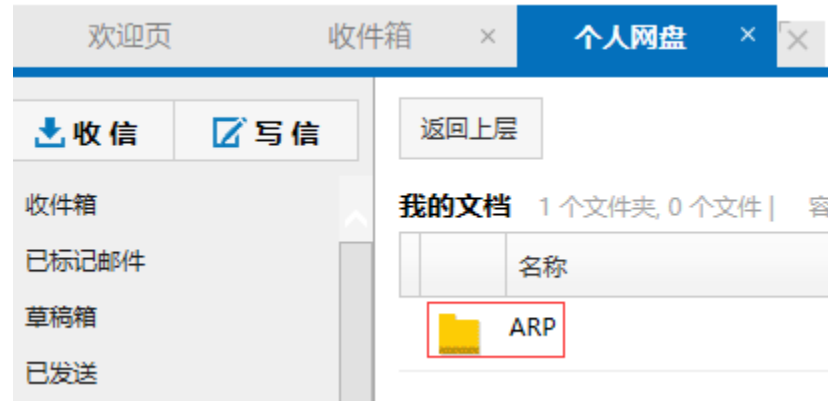 欢迎页 收件箱 × 个人网盘 ×
收信 写信
返回上层
收件箱
我的文档 1 个文件夹, 0 个文件 |
已标记邮件
名称
草稿箱
ARP
已发送